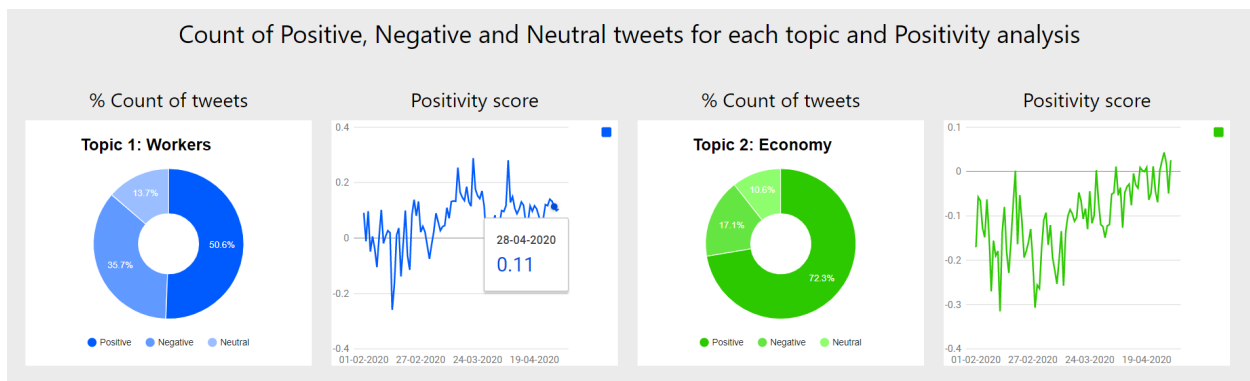 Count of Positive, Negative and Neutral tweets for each topic and Positivity analysis
% Count of tweets
Positivity score
% Count of tweets
Positivity score
Topic 1: Workers
13.7%
50.6%
35.7%
Positive
Negative
Neutral
0.4
0.2
0
-0.2
-0.4
28-04-2020
0.11
01-02-2020
27-02-2020
24-03-2020
19-04-2020
Topic 2: Economy
10.6%
17.1%
72.3%
Positive
Negative
Neutral
0.1
0
-0.1
-0.2
-0.3
-0.4
01-02-2020
27-02-2020
24-03-2020
19-04-2020